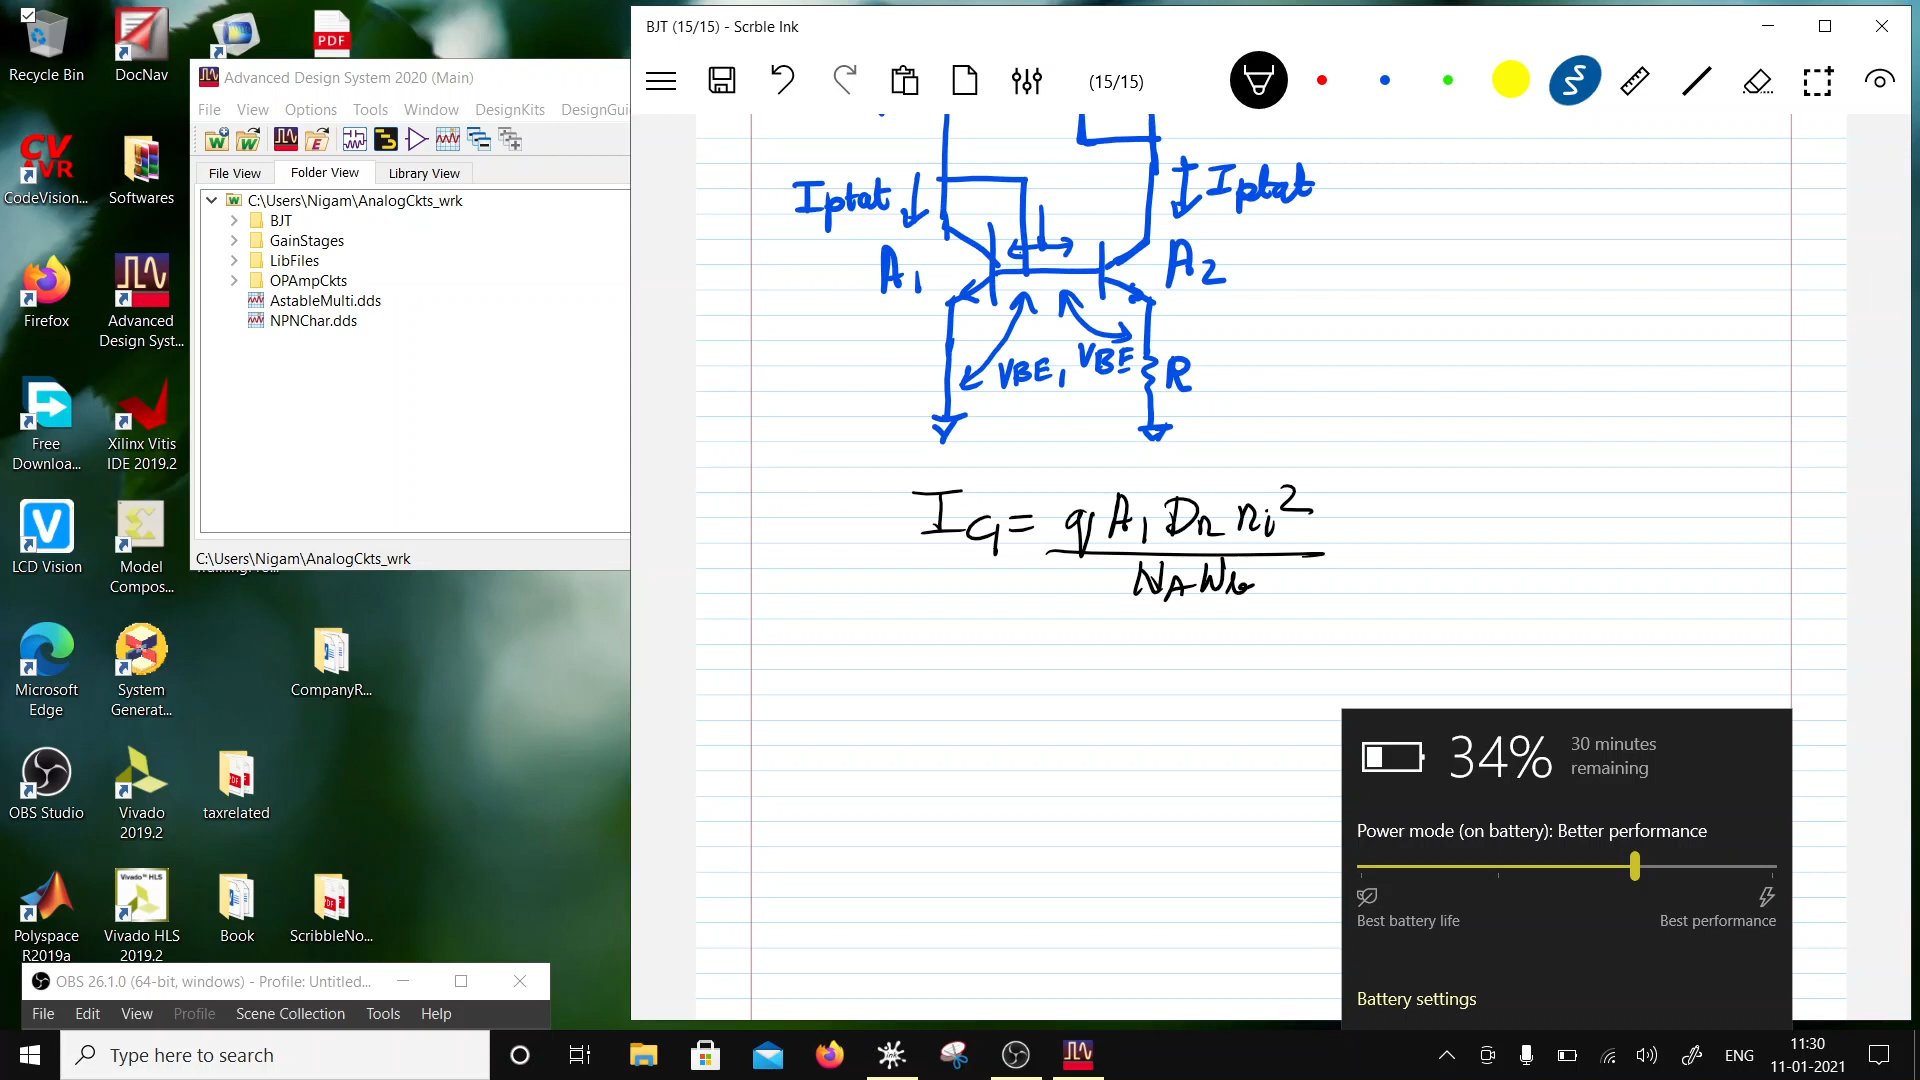 Recycle Bin
DocNav
PDF
CodeVision...
Softwares
Firefox
Advanced
Design Syst...
Free
Downloa...
Xilinx Vitis
IDE 2019.2
LCD Vision
Model
Compos...
Microsoft
Edge
System
Generat...
CompanyR...
OBS Studio
Vivado
2019.2
taxrelated
Polyspace
R2019a
Vivado HLS
2019.2
Book
ScribbleNo...
Advanced Design System 2020 (Main)
File View Options Tools Window DesignKits DesignGui
File View Folder View Library View
C:\Users\Nigam\AnalogCkts_wrk
BJT
GainStages
LibFiles
OPAmpCkts
AstableMulti.dds
NPNChar.dds
C:\Users\Nigam\AnalogCkts_wrk
OBS 26.1.0 (64-bit, windows) - Profile: Untitled...
File Edit View Profile Scene Collection Tools Help
BJT (15/15) - Scrble Ink
(15/15)
Iptat
Iptat
A1
A2
VBE1
VBE
R
IC1 = qA1 Dn ni²
NAWb
34%
30 minutes
remaining
Power mode (on battery): Better performance
Best battery life
Best performance
Battery settings
Type here to search
ENG
11:30
11-01-2021